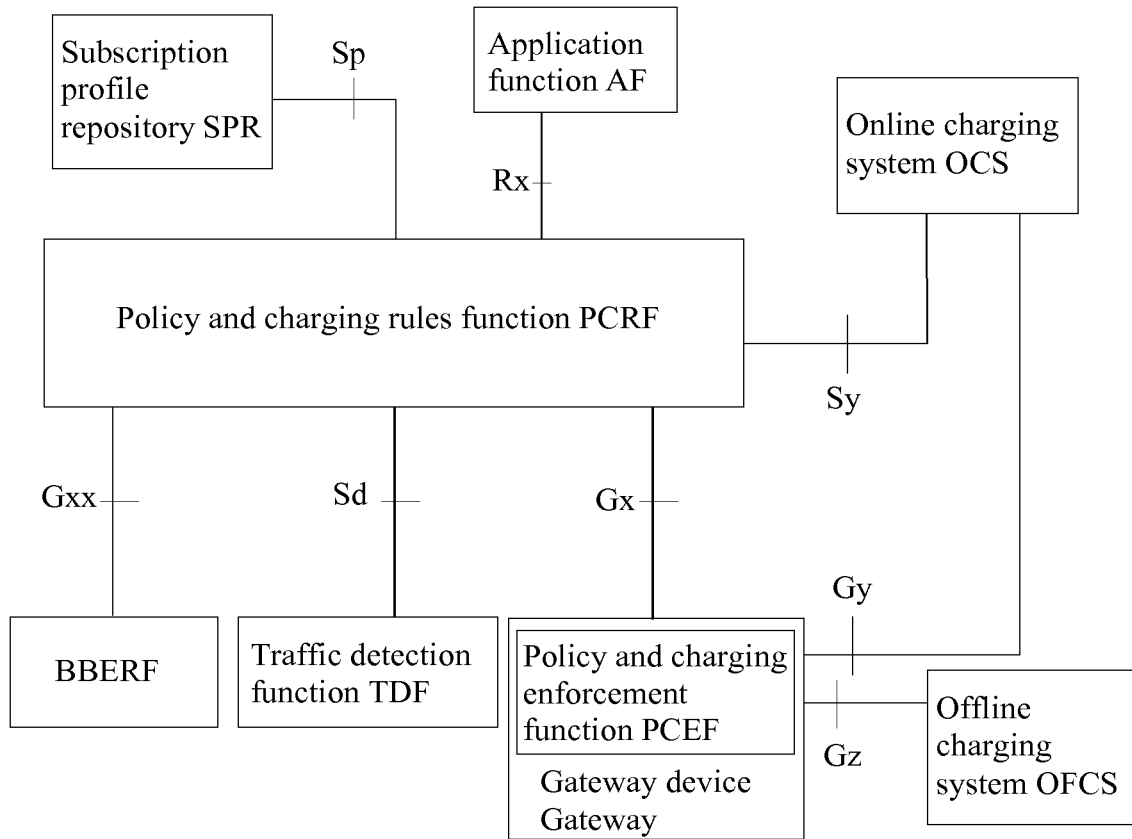 Subscription
profile
repository SPR
Sp
Application
function AF
Rx
Online charging
system OCS
Policy and charging rules function PCRF
Sy
Gxx
Sd
Gx
Gy
BBERF
Traffic detection
function TDF
Policy and charging
enforcement
function PCEF
Gateway device
Gateway
Gz
Offline
charging
system OFCS